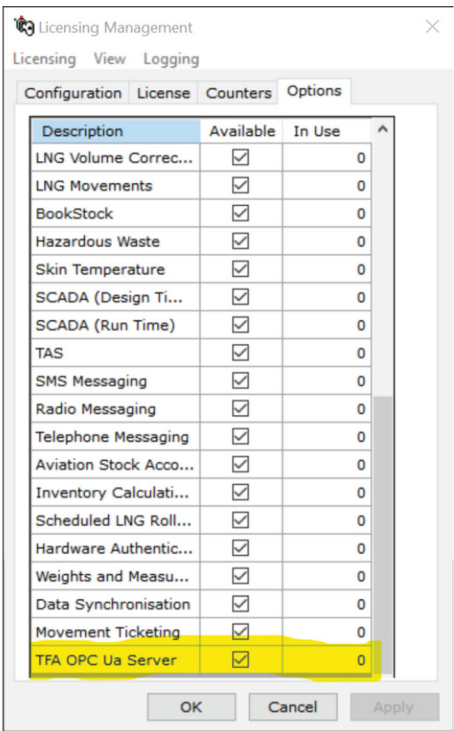 Licensing Management
Licensing View Logging
Configuration License Counters Options
Description Available In Use
LNG Volume Correc... 0
LNG Movements 0
BookStock 0
Hazardous Waste 0
Skin Temperature 0
SCADA (Design Ti... 0
SCADA (Run Time) 0
TAS 0
SMS Messaging 0
Radio Messaging 0
Telephone Messaging 0
Aviation Stock Acco... 0
Inventory Calculati... 0
Scheduled LNG Roll... 0
Hardware Authentic... 0
Weights and Measu... 0
Data Synchronisation 0
Movement Ticketing 0
TFA OPC Ua Server 0
OK Cancel Apply